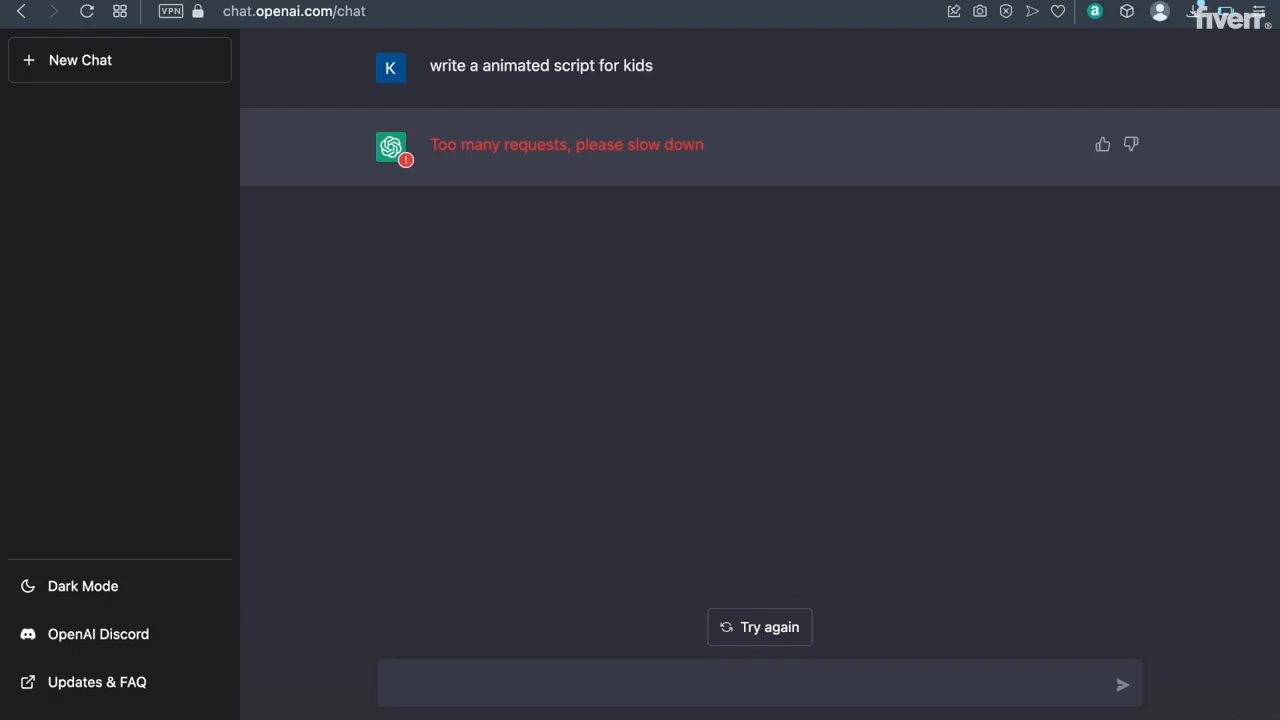 VPN
chat.openai.com/chat
a
fiverr®
New Chat
K
write a animated script for kids
!
Too many requests, please slow down
Dark Mode
OpenAI Discord
Updates & FAQ
Try again